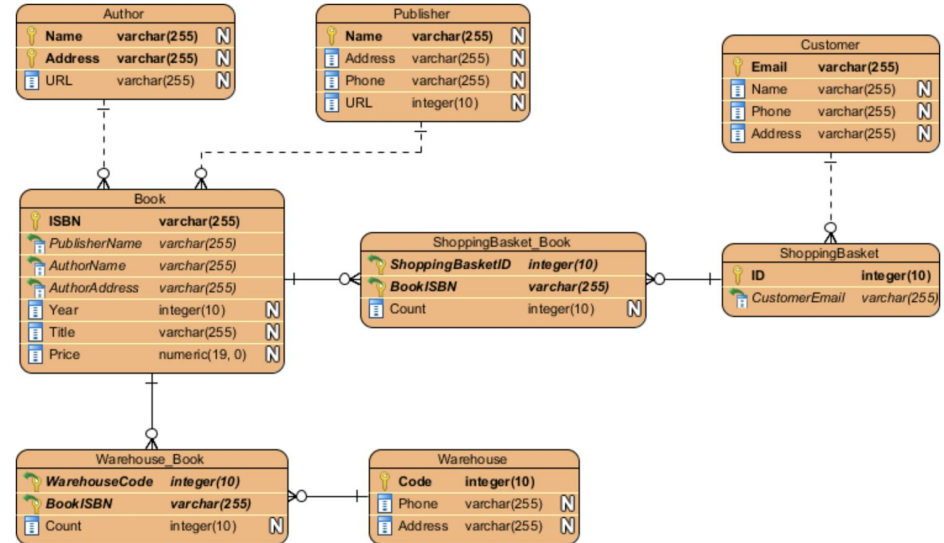 Author
Name varchar(255) N
Address varchar(255) N
URL varchar(255) N
Publisher
Name varchar(255) N
Address varchar(255) N
Phone varchar(255) N
URL integer(10) N
Customer
Email varchar(255)
Name varchar(255) N
Phone varchar(255) N
Address varchar(255) N
Book
ISBN varchar(255)
PublisherName varchar(255)
AuthorName varchar(255)
AuthorAddress varchar(255)
Year integer(10) N
Title varchar(255) N
Price numeric(19, 0) N
ShoppingBasket_Book
ShoppingBasketID integer(10)
BookISBN varchar(255)
Count integer(10) N
ShoppingBasket
ID integer(10)
CustomerEmail varchar(255)
Warehouse_Book
WarehouseCode integer(10)
BookISBN varchar(255)
Count integer(10) N
Warehouse
Code integer(10)
Phone varchar(255) N
Address varchar(255) N